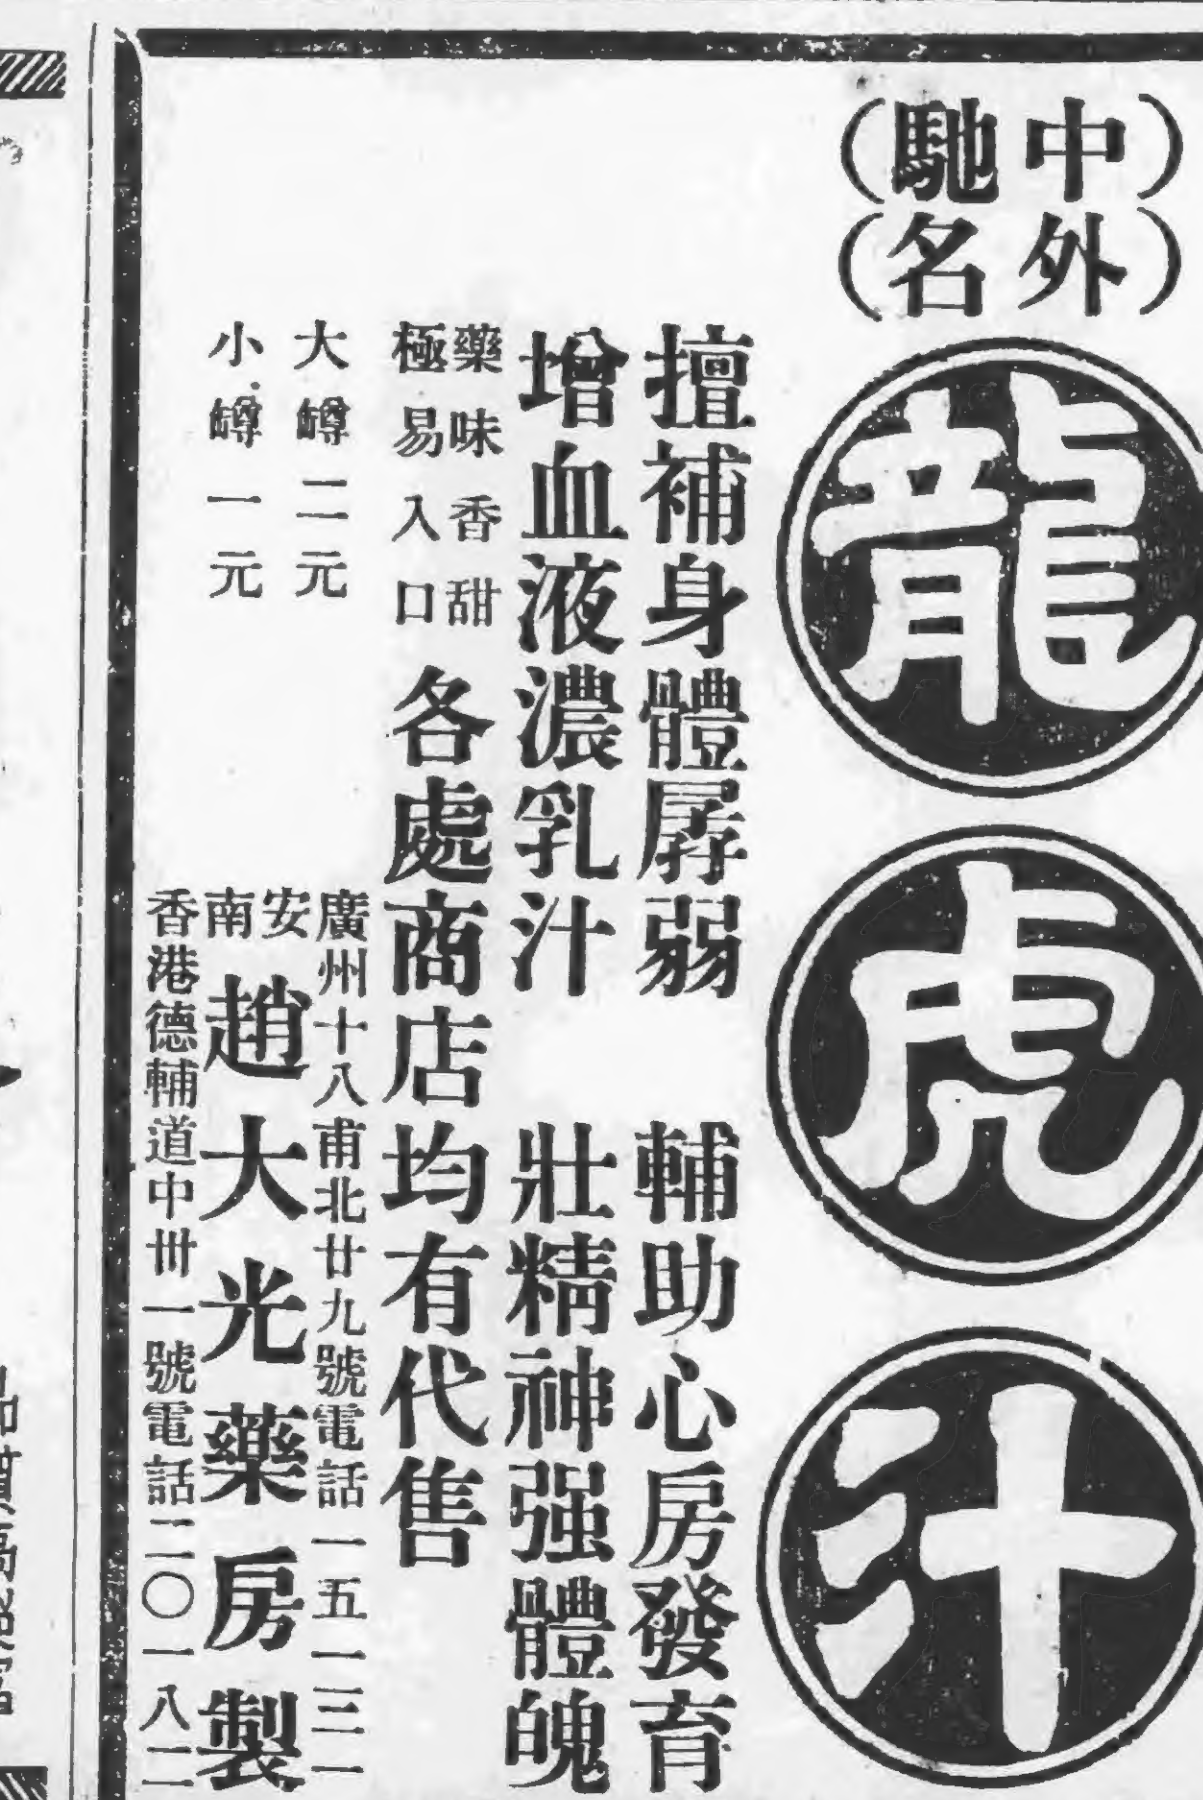 中外馳名
龍虎汁
擅補身體孱弱　輔助心房發育
增血液濃乳汁　壯精神强體魄
藥味香甜
極易入口
各處商店均有代售
大罇二元
小罇一元
廣州十八甫北廿九號電話一五二三一
安南趙大光藥房製
香港德輔道中卅一號電話二〇一八二